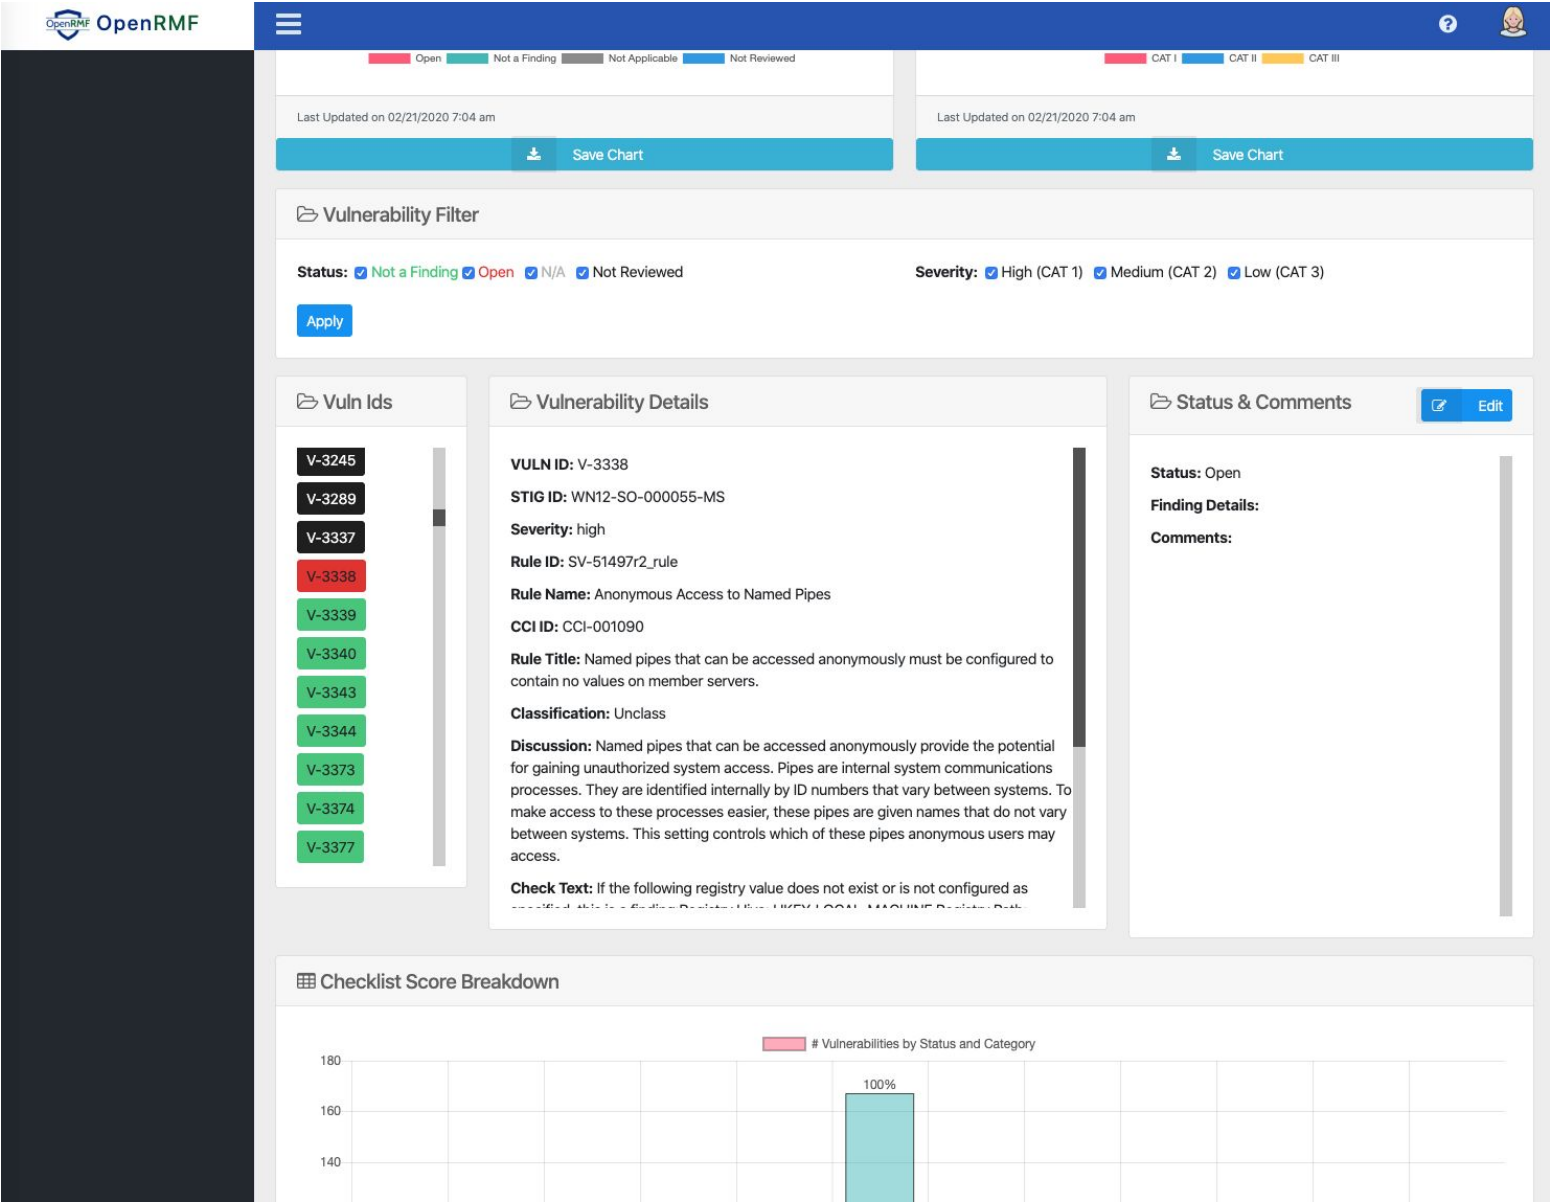 OpenRMF OpenRMF
Open Not a Finding Not Applicable Not Reviewed
CAT I CAT II CAT III
Last Updated on 02/21/2020 7:04 am
Last Updated on 02/21/2020 7:04 am
Save Chart
Save Chart
Vulnerability Filter
Status: Not a Finding Open N/A Not Reviewed
Severity: High (CAT 1) Medium (CAT 2) Low (CAT 3)
Apply
Vuln Ids
V-3245
V-3289
V-3337
V-3338
V-3339
V-3340
V-3343
V-3344
V-3373
V-3374
V-3377
Vulnerability Details
VULN ID: V-3338
STIG ID: WN12-SO-000055-MS
Severity: high
Rule ID: SV-51497r2_rule
Rule Name: Anonymous Access to Named Pipes
CCI ID: CCI-001090
Rule Title: Named pipes that can be accessed anonymously must be configured to
contain no values on member servers.
Classification: Unclass
Discussion: Named pipes that can be accessed anonymously provide the potential
for gaining unauthorized system access. Pipes are internal system communications
processes. They are identified internally by ID numbers that vary between systems. To
make access to these processes easier, these pipes are given names that do not vary
between systems. This setting controls which of these pipes anonymous users may
access.
Check Text: If the following registry value does not exist or is not configured as
specified, this is a finding:Registry Hive: HKEY_LOCAL_MACHINE Registry Path:
Status & Comments
Edit
Status: Open
Finding Details:
Comments:
Checklist Score Breakdown
# Vulnerabilities by Status and Category
180
100%
160
140